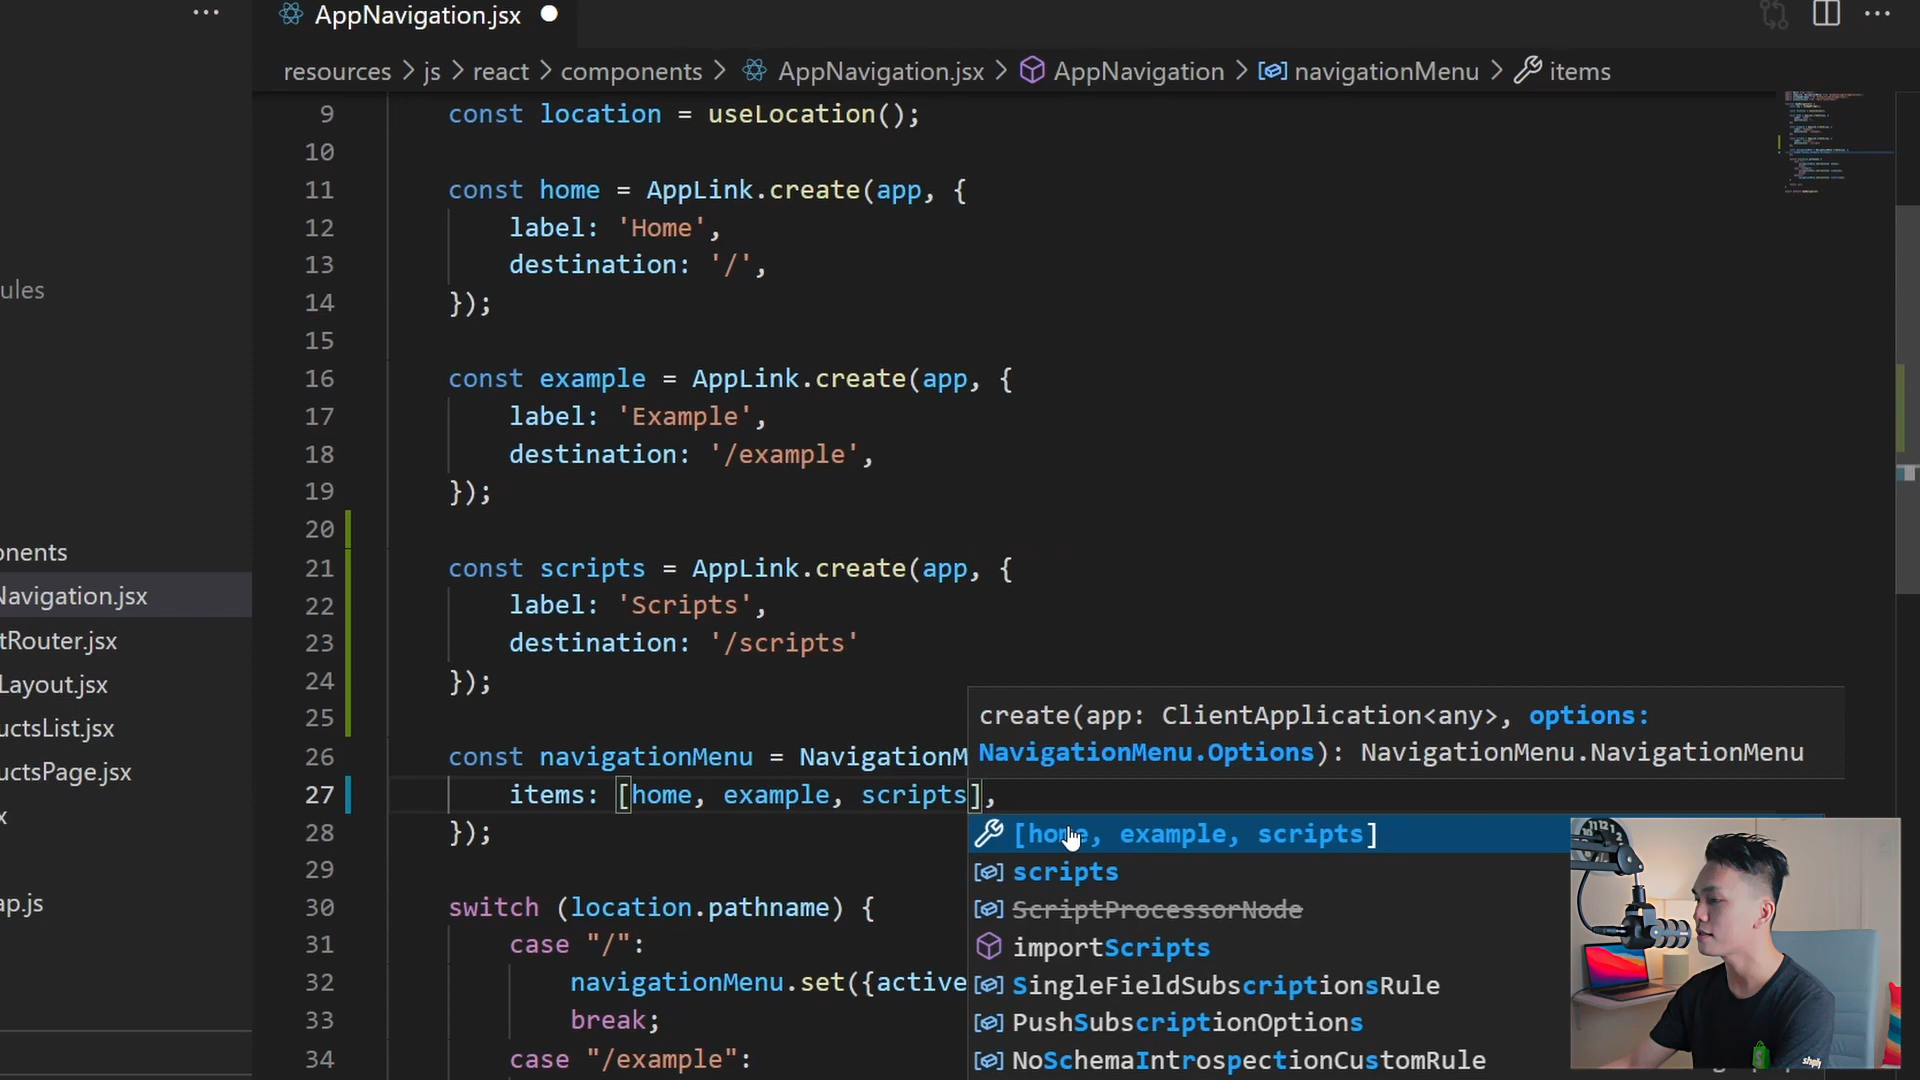 AppNavigation.jsx
resources > js > react > components > AppNavigation.jsx > AppNavigation > navigationMenu > items
ules
onents
Navigation.jsx
tRouter.jsx
Layout.jsx
uctsList.jsx
uctsPage.jsx
x
ap.js
9 const location = useLocation();
10
11 const home = AppLink.create(app, {
12 label: 'Home',
13 destination: '/',
14 });
15
16 const example = AppLink.create(app, {
17 label: 'Example',
18 destination: '/example',
19 });
20
21 const scripts = AppLink.create(app, {
22 label: 'Scripts',
23 destination: '/scripts'
24 });
25
create(app: ClientApplication<any>, options:
NavigationMenu.Options): NavigationMenu.NavigationMenu
26 const navigationMenu = NavigationM
27 items: [home, example, scripts],
28 });
29
30 switch (location.pathname) {
31 case "/":
32 navigationMenu.set({active
33 break;
34 case "/example":
[home, example, scripts]
scripts
ScriptProcessorNode
importScripts
SingleFieldSubscriptionsRule
PushSubscriptionOptions
NoSchemaIntrospectionCustomRule